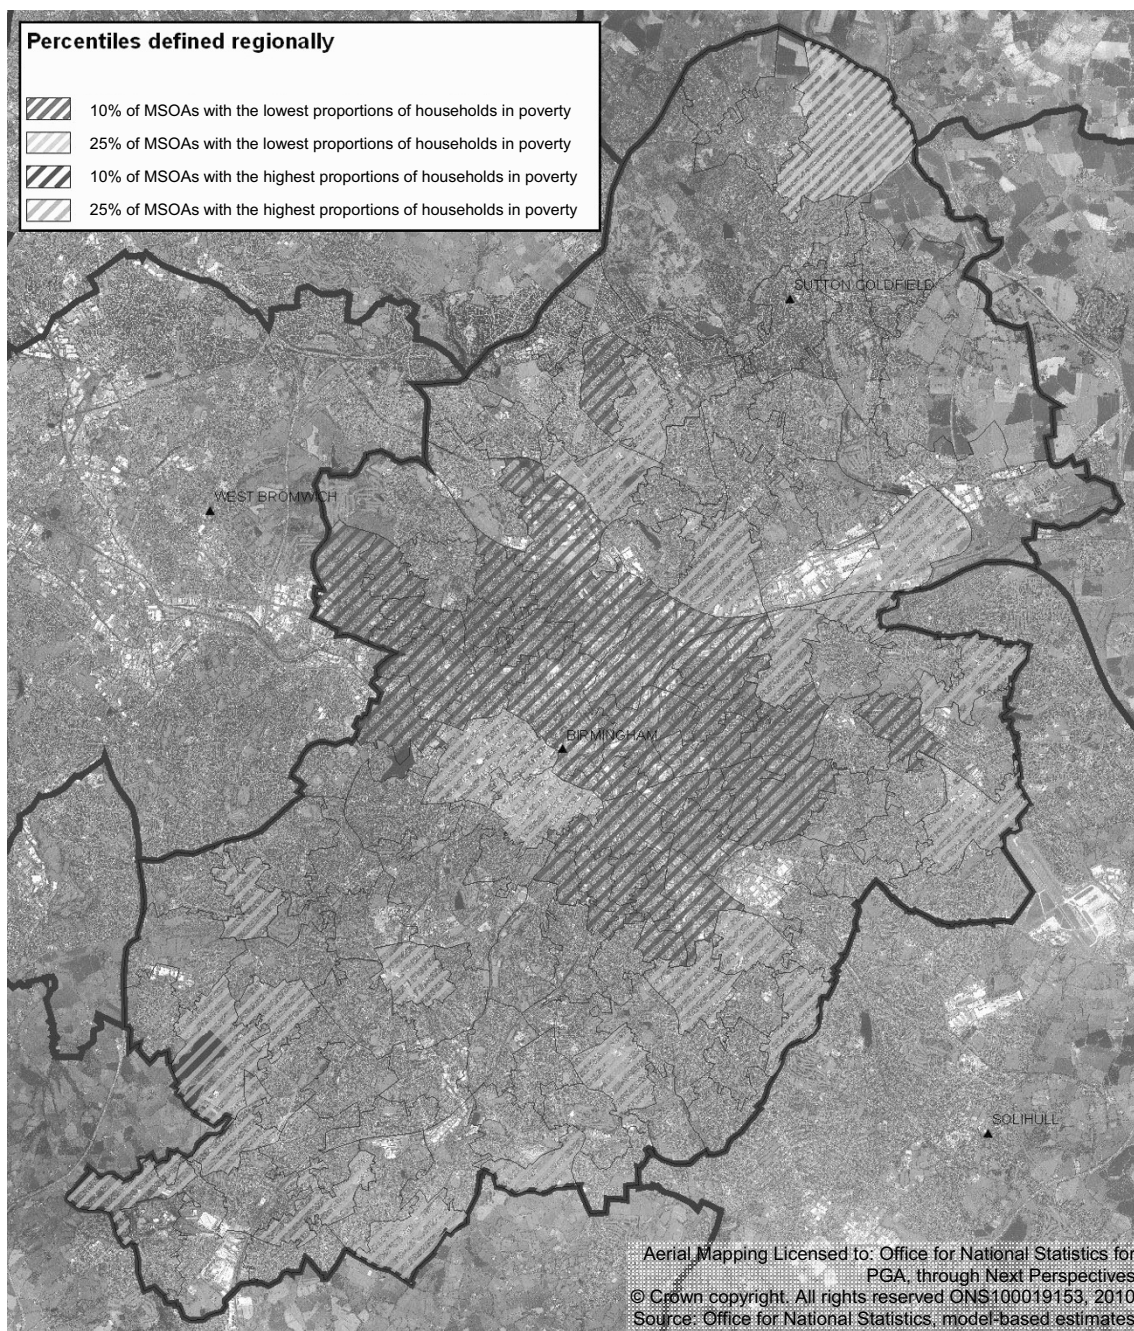 Percentiles defined regionally
10% of MSOAs with the lowest proportions of households in poverty
25% of MSOAs with the lowest proportions of households in poverty
10% of MSOAs with the highest proportions of households in poverty
25% of MSOAs with the highest proportions of households in poverty
SUTTON COLDFIELD
WEST BROMWICH
BIRMINGHAM
SOLIHULL
Aerial Mapping Licensed to: Office for National Statistics for
PGA, through Next Perspectives
© Crown copyright. All rights reserved ONS100019153, 2010
Source: Office for National Statistics, model-based estimates